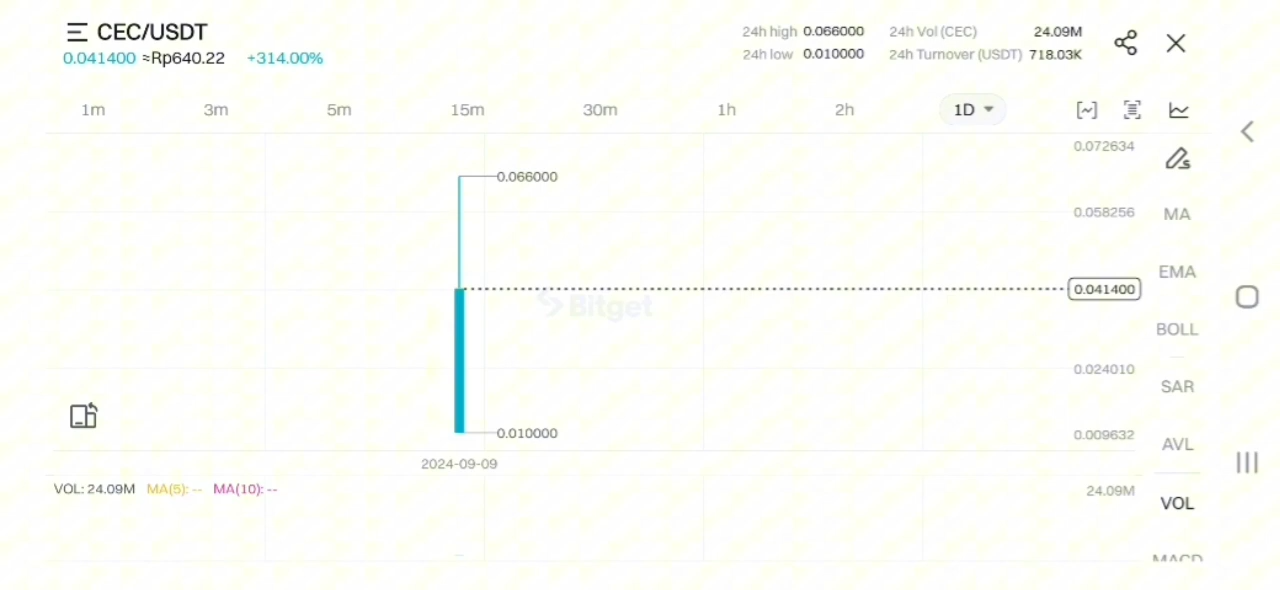 CEC/USDT
0.041400 ≈Rp640.22 +314.00%
24h high 0.066000 24h Vol (CEC) 24.09M
24h low 0.010000 24h Turnover (USDT) 718.03K
1m 3m 5m 15m 30m 1h 2h 1D
0.072634
0.066000
0.058256
MA
EMA
0.041400
Bitget
BOLL
0.024010
SAR
0.010000
0.009632
AVL
2024-09-09
VOL: 24.09M MA(5): -- MA(10): --
24.09M
VOL
MACD